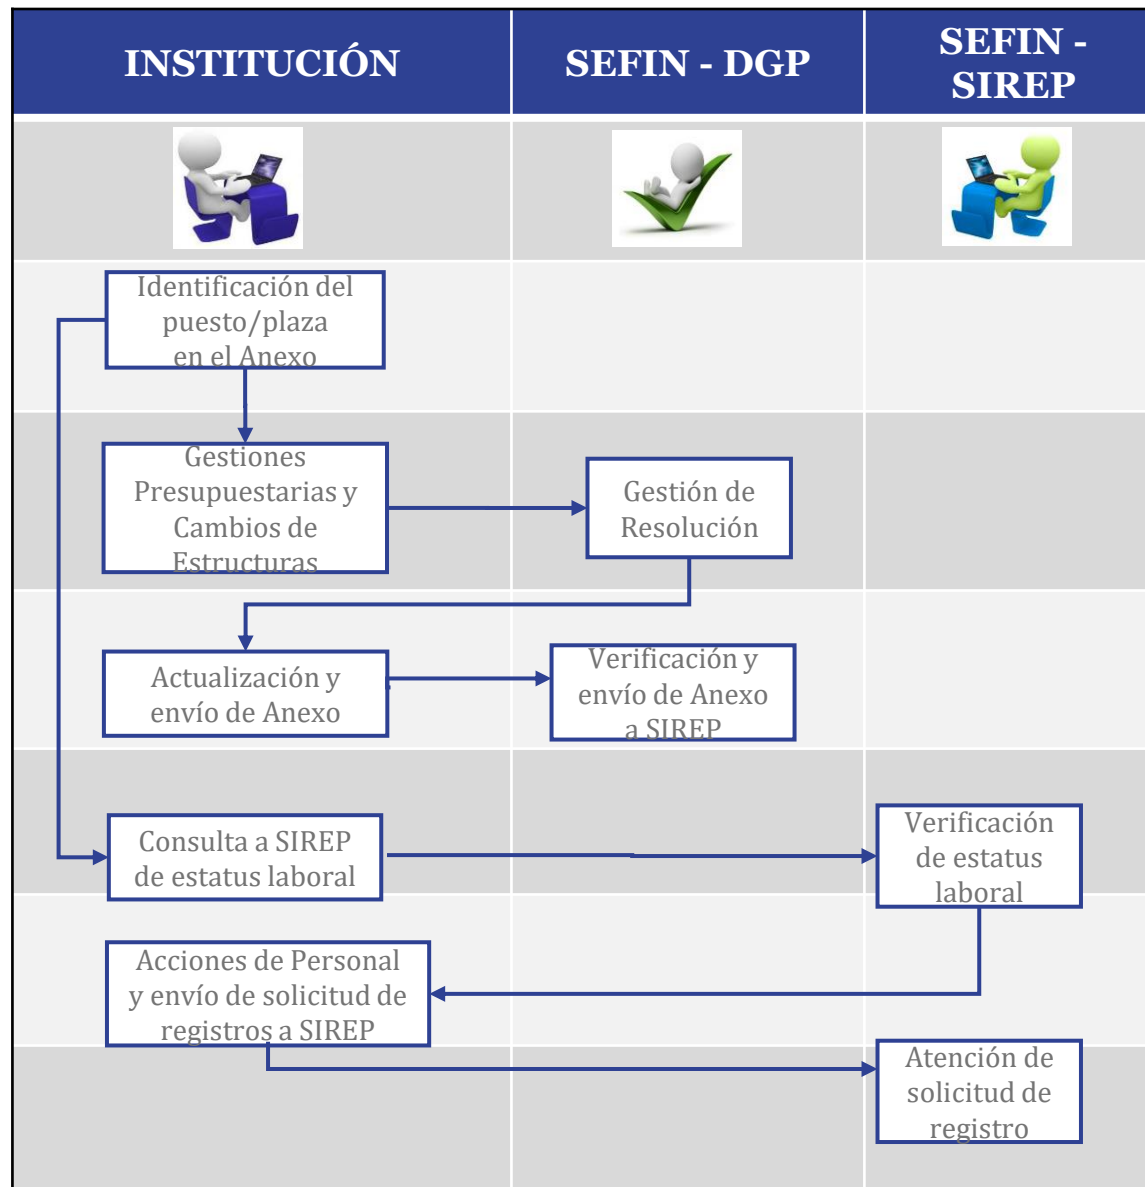 INSTITUCIÓN
SEFIN - DGP
SEFIN -
SIREP
Identificación del
puesto/plaza
en el Anexo
Gestiones
Presupuestarias y
Cambios de
Estructuras
Gestión de
Resolución
Actualización y
envío de Anexo
Verificación y
envío de Anexo
a SIREP
Consulta a SIREP
de estatus laboral
Verificación
de estatus
laboral
Acciones de Personal
y envío de solicitud de
registros a SIREP
Atención de
solicitud de
registro